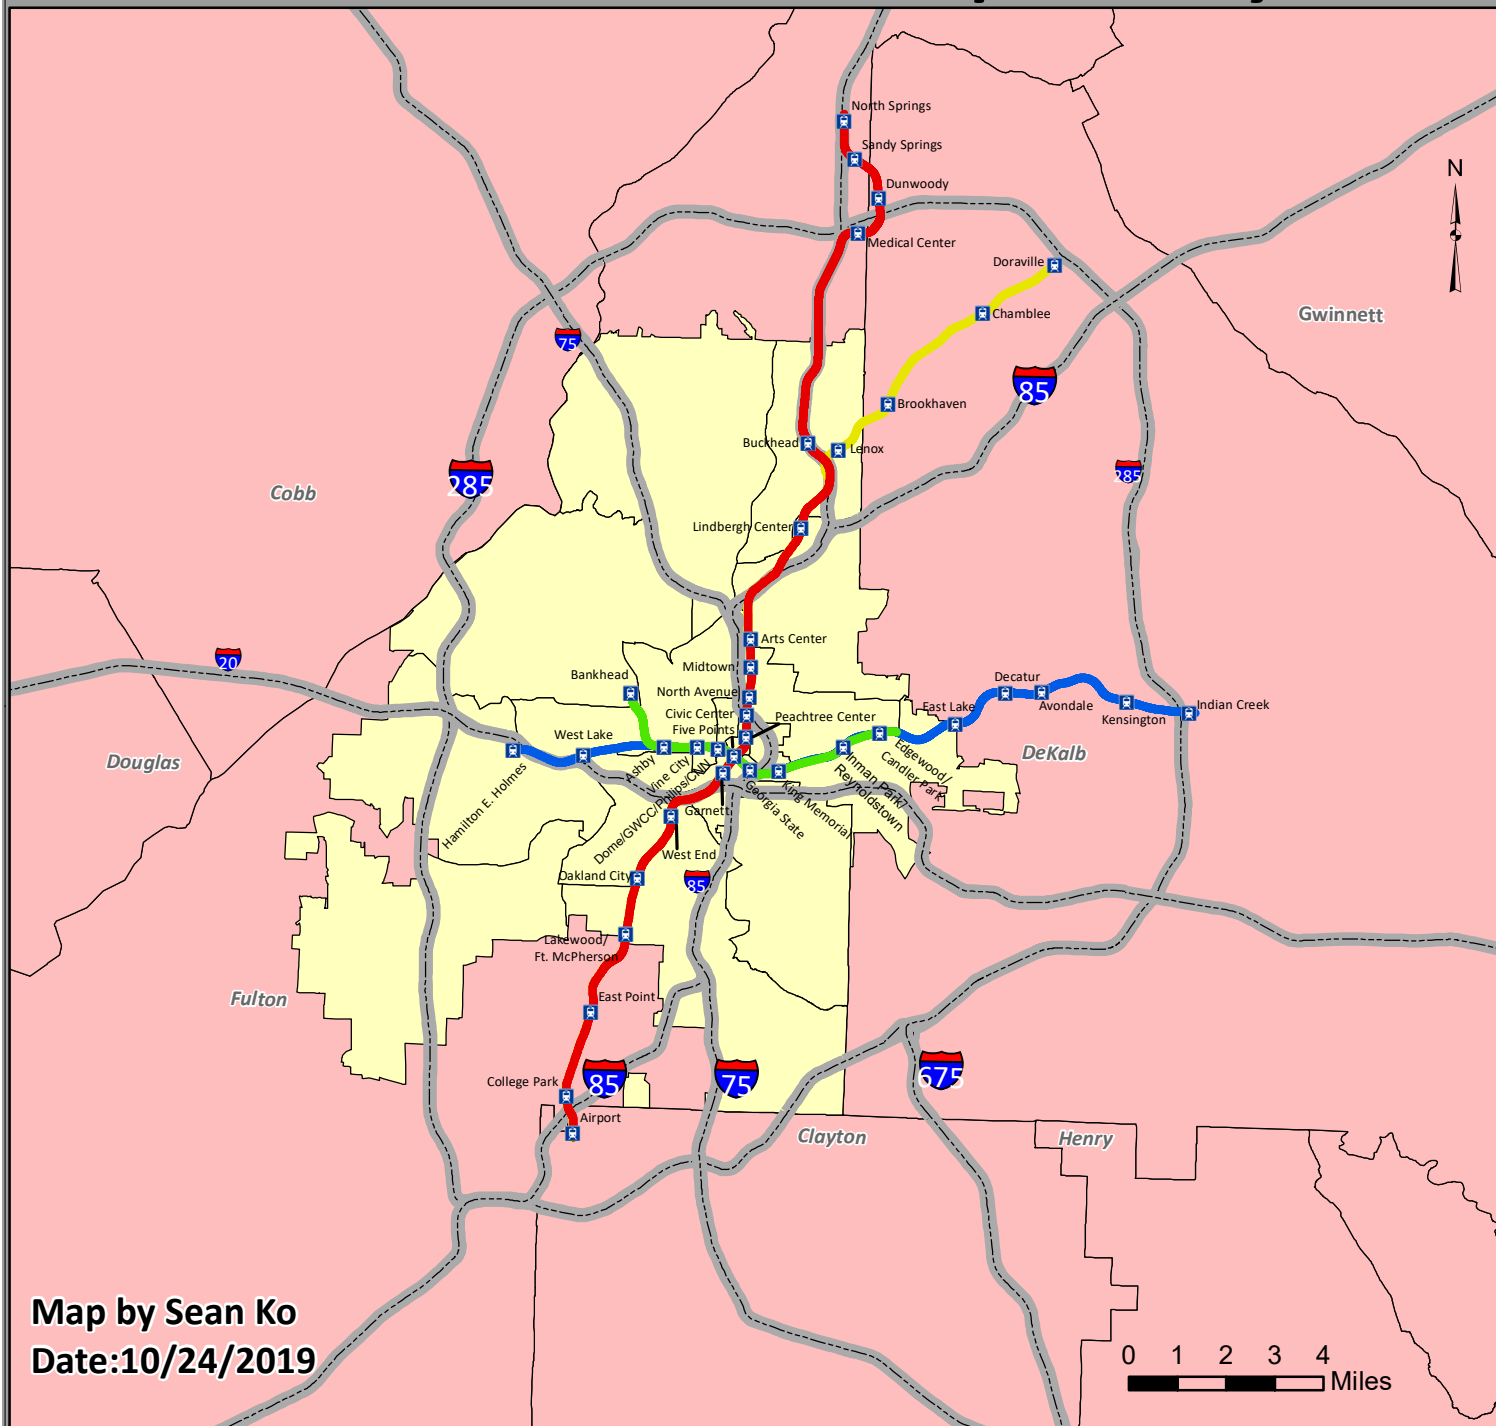 North Springs
Sandy Springs
Dunwoody
Medical Center
N
Doraville
Chamblee
Gwinnett
75
85
Brookhaven
Buckhead
Lenox
285
285
Cobb
Lindbergh Center
Arts Center
20
Midtown
Bankhead
North Avenue
Decatur
Civic Center
Peachtree Center
East Lake
Avondale
Indian Creek
Kensington
Five Points
West Lake
Douglas
DeKalb
Hamilton E. Holmes
Ashby
Vine City
Dome/GWCC/Philips/CNN
Garnett
Georgia State
King Memorial
Inman Park/
Reynoldstown
Edgewood/
Candler Park
West End
Oakland City
85
Lakewood/
Ft. McPherson
Fulton
East Point
College Park
85
75
675
Airport
Clayton
Henry
Map by Sean Ko
Date:10/24/2019
0 1 2 3 4
Miles